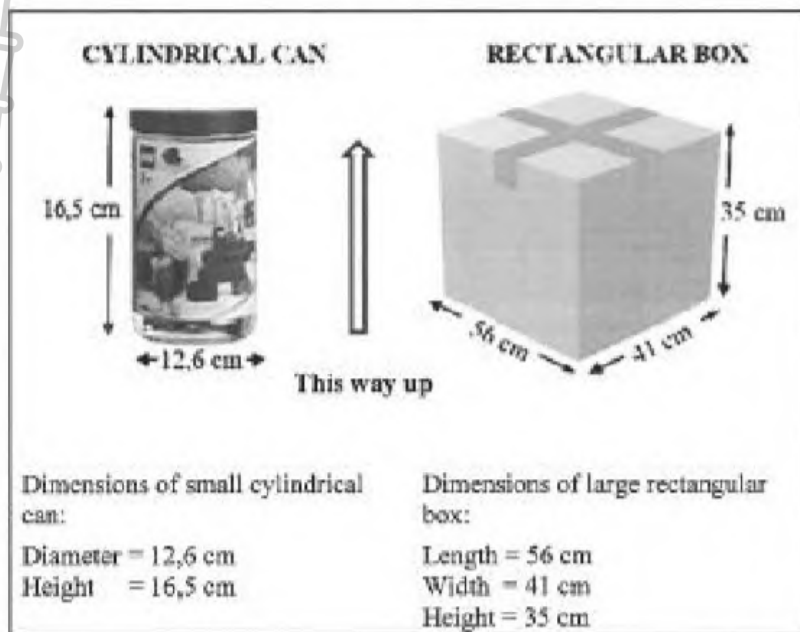 CYLINDRICAL CAN
RECTANGULAR BOX
16,5 cm
35 cm
12,6 cm
56 cm
41 cm
This way up
Dimensions of small cylindrical
can:
Diameter = 12,6 cm
Height = 16,5 cm
Dimensions of large rectangular
box:
Length = 56 cm
Width = 41 cm
Height = 35 cm